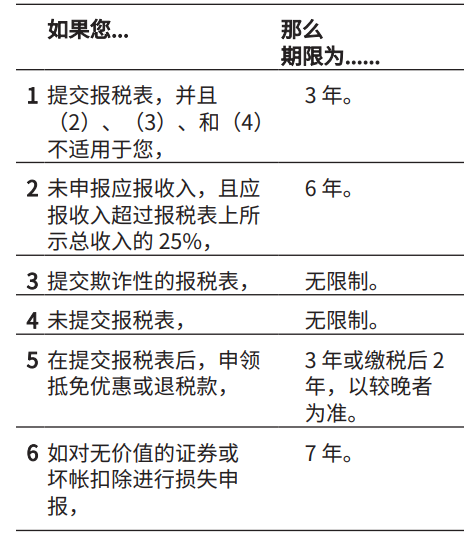 如果您... 那么
期限为......
1 提交报税表，并且 3 年。
（2）、（3）、和（4）
不适用于您，
2 未申报应报收入，且应 6 年。
报收入超过报税表上所
示总收入的 25%，
3 提交欺诈性的报税表， 无限制。
4 未提交报税表， 无限制。
5 在提交报税表后，申领 3 年或缴税后 2
抵免优惠或退税款， 年，以较晚者
为准。
6 如对无价值的证券或 7 年。
坏帐扣除进行损失申
报，